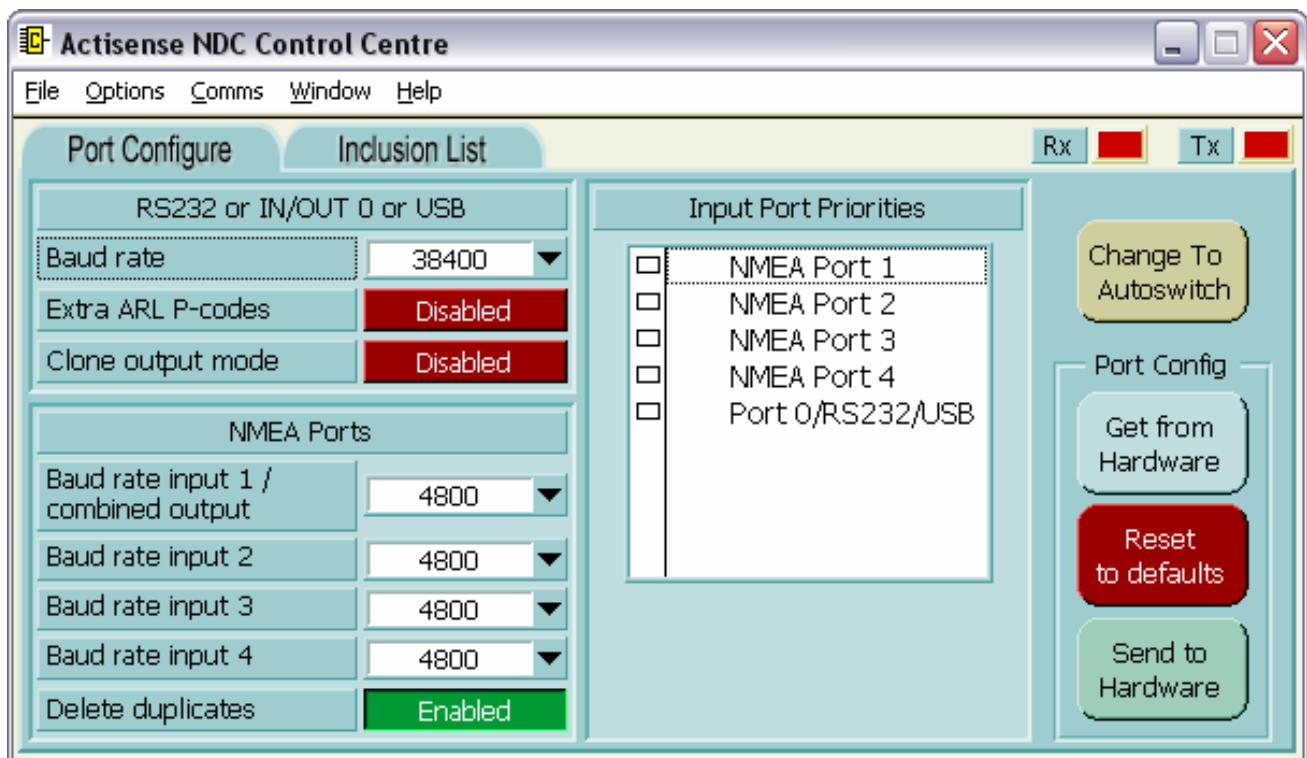 Actisense NDC Control Centre
File Options Comms Window Help
Port Configure
Inclusion List
Rx
Tx
RS232 or IN/OUT 0 or USB
Baud rate
38400
Extra ARL P-codes
Disabled
Clone output mode
Disabled
NMEA Ports
Baud rate input 1 /
combined output
4800
Baud rate input 2
4800
Baud rate input 3
4800
Baud rate input 4
4800
Delete duplicates
Enabled
Input Port Priorities
NMEA Port 1
NMEA Port 2
NMEA Port 3
NMEA Port 4
Port 0/RS232/USB
Change To
Autoswitch
Port Config
Get from
Hardware
Reset
to defaults
Send to
Hardware